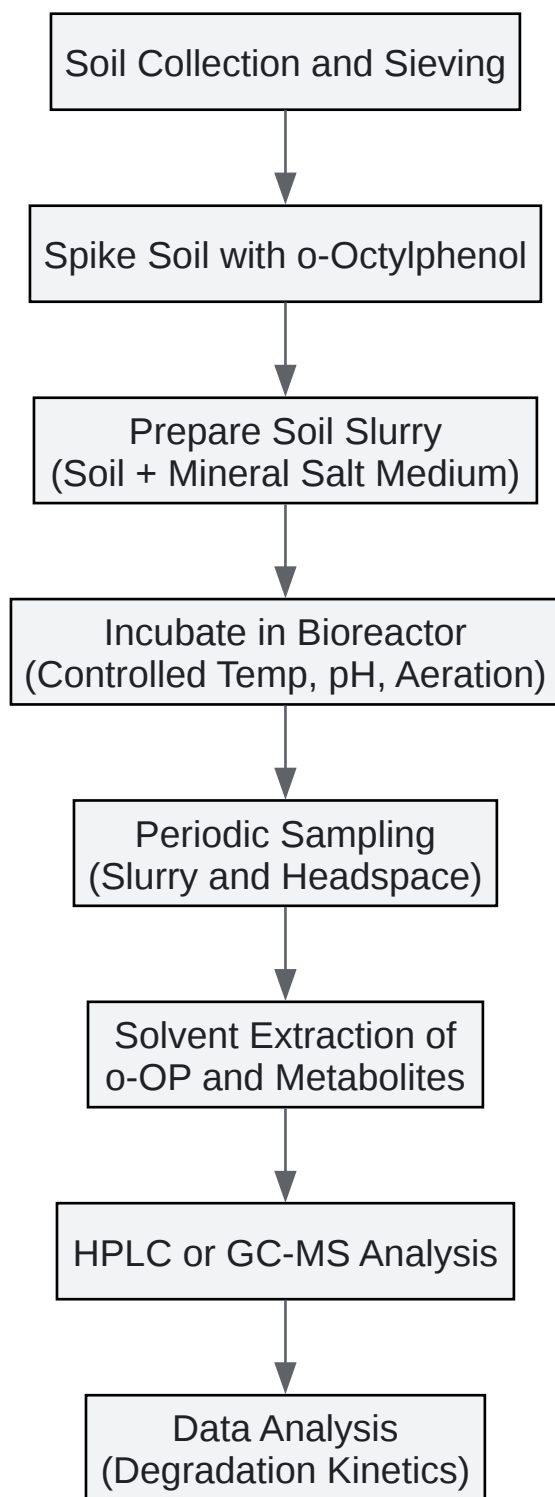 Soil Collection and Sieving
Spike Soil with o-Octylphenol
Prepare Soil Slurry
(Soil + Mineral Salt Medium)
Incubate in Bioreactor
(Controlled Temp, pH, Aeration)
Periodic Sampling
(Slurry and Headspace)
Solvent Extraction of
o-OP and Metabolites
HPLC or GC-MS Analysis
Data Analysis
(Degradation Kinetics)